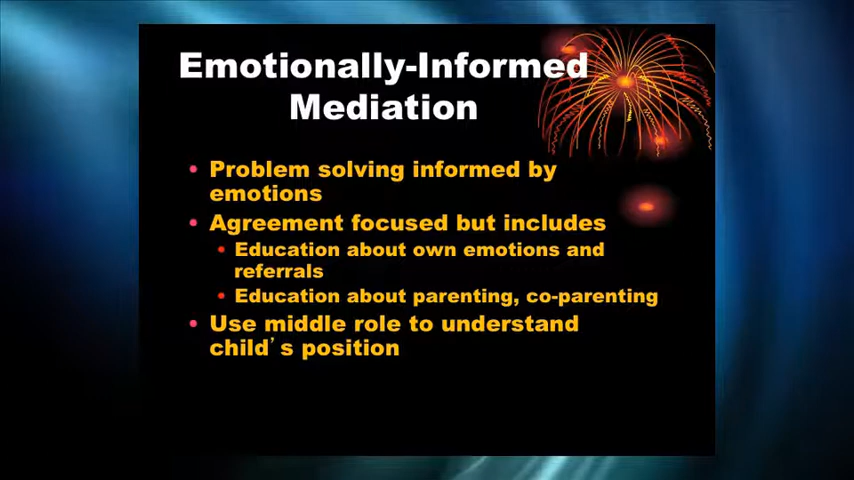 Emotionally-Informed
Mediation
• Problem solving informed by
emotions
• Agreement focused but includes
• Education about own emotions and
referrals
• Education about parenting, co-parenting
• Use middle role to understand
child's position